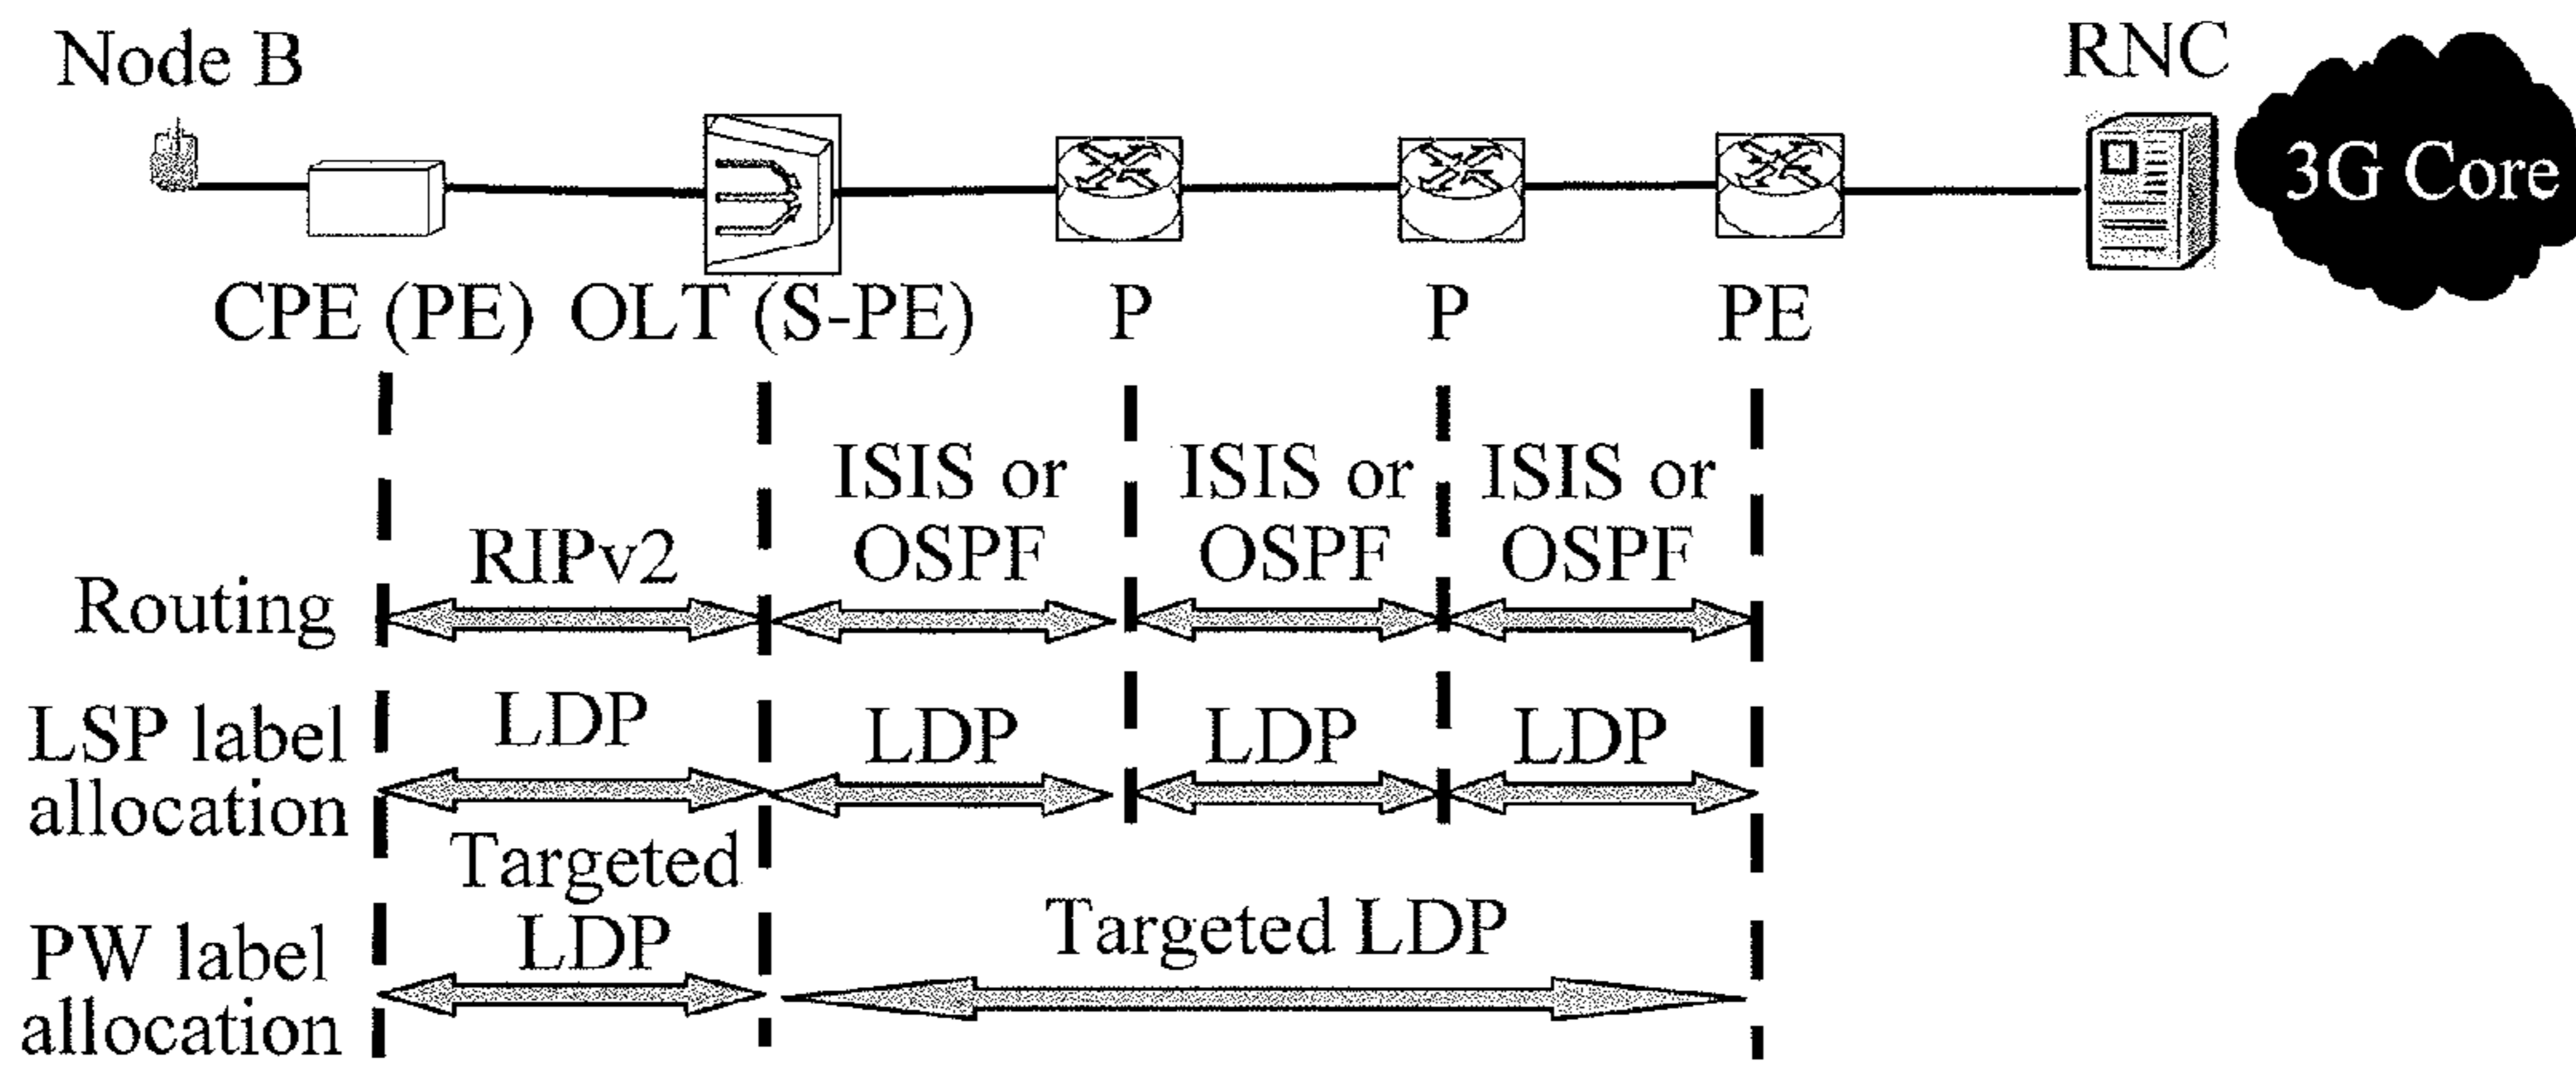 Node B
RNC
3G Core
CPE (PE)
OLT (S-PE)
P
P
PE
ISIS or
OSPF
ISIS or
OSPF
ISIS or
OSPF
RIPv2
Routing
LSP label
allocation
LDP
LDP
LDP
LDP
Targeted
LDP
Targeted LDP
PW label
allocation